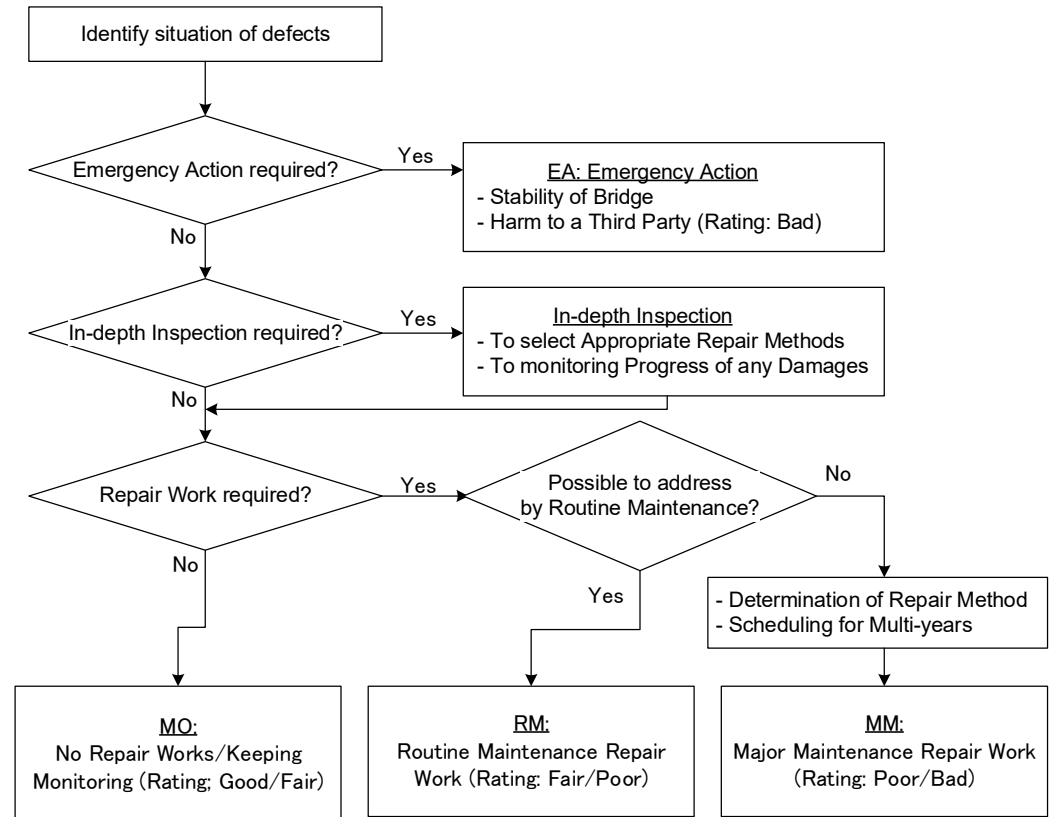 Identify situation of defects
Emergency Action required?
Yes
EA: Emergency Action
- Stability of Bridge
- Harm to a Third Party (Rating: Bad)
No
In-depth Inspection required?
Yes
In-depth Inspection
- To select Appropriate Repair Methods
- To monitoring Progress of any Damages
No
Repair Work required?
Yes
Possible to address
by Routine Maintenance?
No
No
Yes
- Determination of Repair Method
- Scheduling for Multi-years
MO:
No Repair Works/Keeping
Monitoring (Rating; Good/Fair)
RM:
Routine Maintenance Repair
Work (Rating: Fair/Poor)
MM:
Major Maintenance Repair Work
(Rating: Poor/Bad)